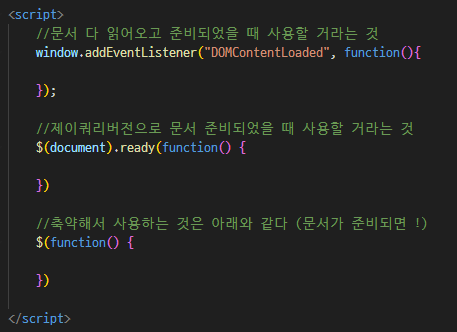 <script>
//문서 다 읽어오고 준비되었을 때 사용할 거라는 것
window.addEventListener("DOMContentLoaded", function(){
});
//제이쿼리버전으로 문서 준비되었을 때 사용할 거라는 것
$(document).ready(function() {
})
//축약해서 사용하는 것은 아래와 같다 (문서가 준비되면 !)
$(function() {
})
</script>